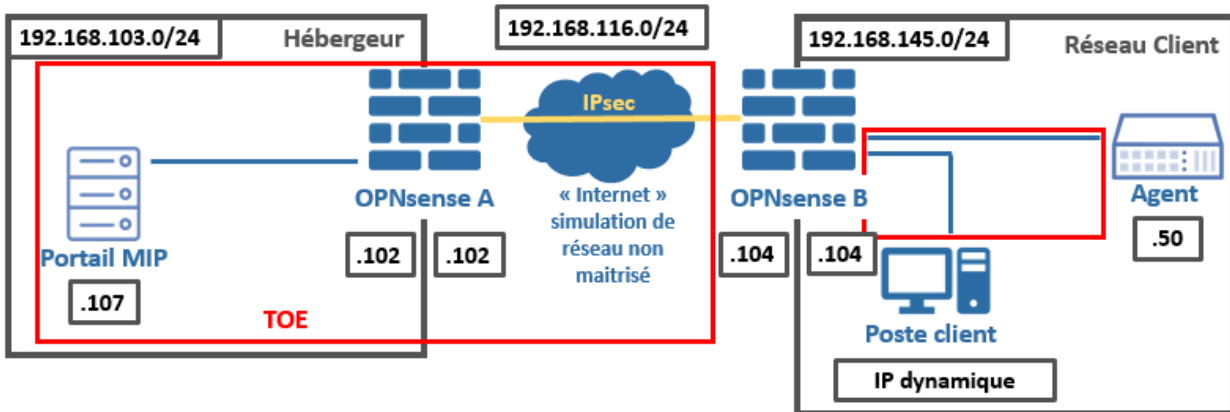 192.168.103.0/24
Hébergeur
192.168.116.0/24
192.168.145.0/24
Réseau Client
IPsec
OPNsense A
« Internet »
simulation de
réseau non
maitrisé
OPNsense B
Agent
.50
Portail MIP
.107
.102
.102
.104
.104
TOE
Poste client
IP dynamique